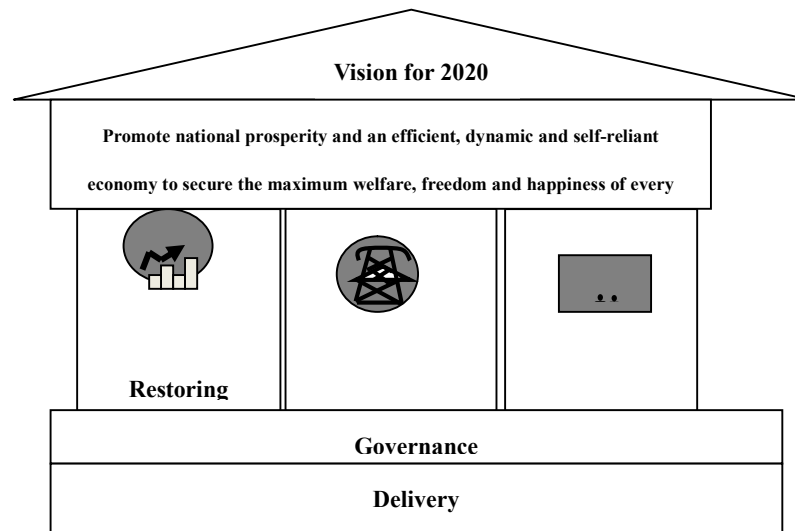 Vision for 2020
Promote national prosperity and an efficient, dynamic and self-reliant
economy to secure the maximum welfare, freedom and happiness of every
Restoring
Governance
Delivery